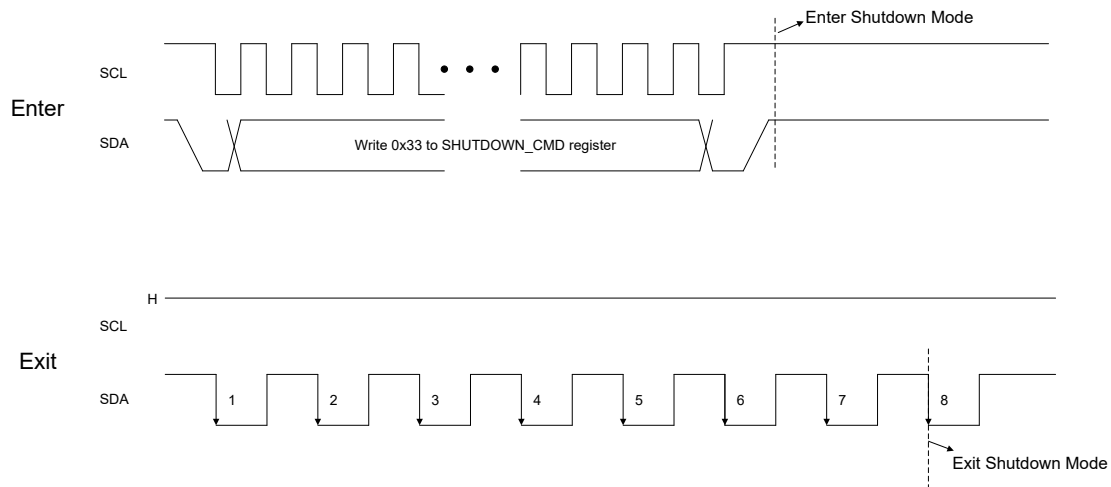 Enter Shutdown Mode
SCL
Enter
SDA
Write 0x33 to SHUTDOWN_CMD register
H
SCL
Exit
SDA
1 2 3 4 5 6 7 8
Exit Shutdown Mode